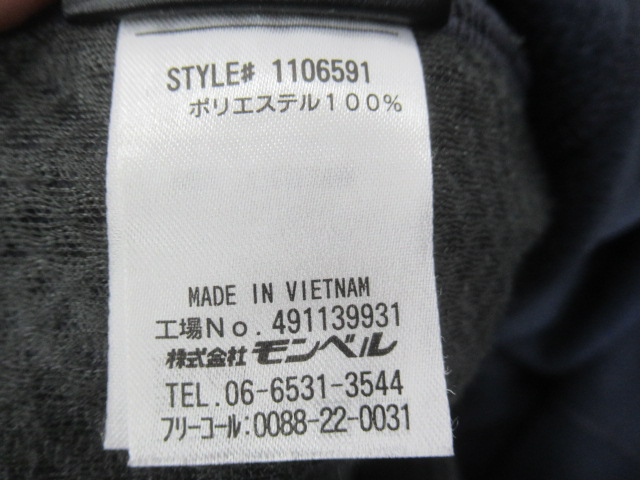 STYLE# 1106591
ポリエステル100%
MADE IN VIETNAM
工場No. 491139931
株式会社 モンベル
TEL. 06-6531-3544
フリーコール:0088-22-0031